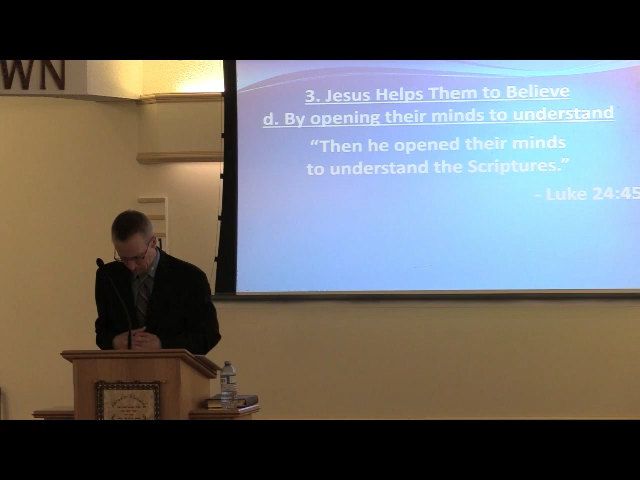 WN
3. Jesus Helps Them to Believe
d. By opening their minds to understand
“Then he opened their minds
to understand the Scriptures.”
- Luke 24:45